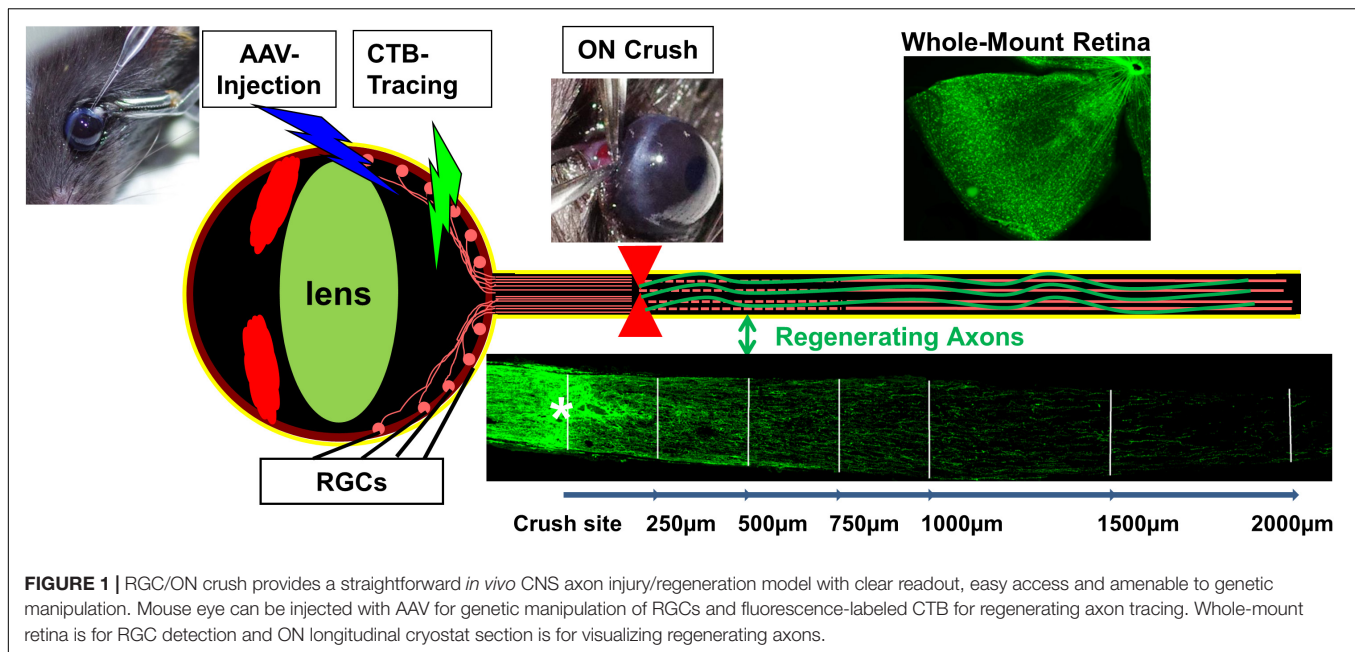 AAV-
Injection
CTB-
Tracing
ON Crush
Whole-Mount Retina
lens
Regenerating Axons
*
RGCs
Crush site 250µm 500µm 750µm 1000µm 1500µm 2000µm
FIGURE 1 | RGC/ON crush provides a straightforward in vivo CNS axon injury/regeneration model with clear readout, easy access and amenable to genetic
manipulation. Mouse eye can be injected with AAV for genetic manipulation of RGCs and fluorescence-labeled CTB for regenerating axon tracing. Whole-mount
retina is for RGC detection and ON longitudinal cryostat section is for visualizing regenerating axons.